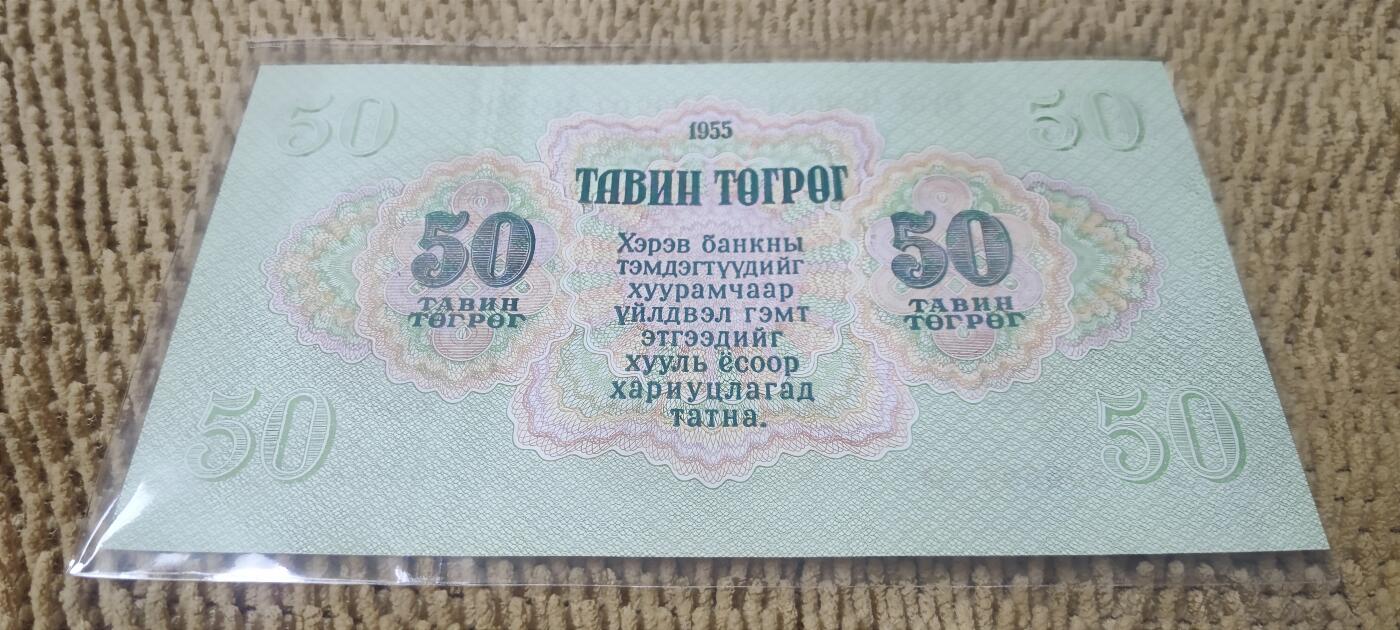 50
50
1955
ТАВИН ТӨГРӨГ
50
ТАВИН
ТӨГРӨГ
Хэрэв банкны
тэмдэгтүүдийг
хуурамчаар
үйлдвэл гэмт
этгээдийг
хууль ёсоор
хариуцлагад
татна.
50
ТАВИН
ТӨГРӨГ
50
50